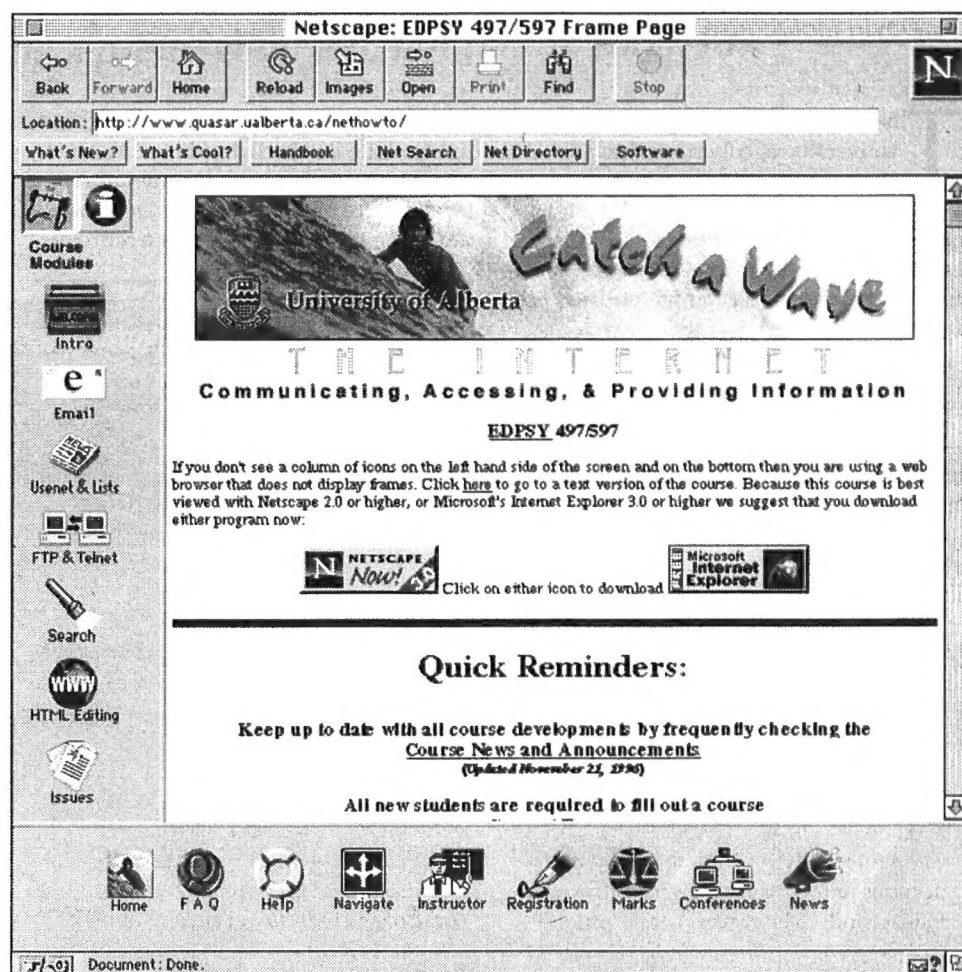 Netscape: EDPSY 497/597 Frame Page
Back Forward Home Reload Images Open Print Find Stop
N
Location: http://www.quasar.ualberta.ca/nethowto/
What's New? What's Cool? Handbook Net Search Net Directory Software
Course
Modules
Intro
e
Email
Usenet & Lists
FTP & Telnet
Search
WWW
HTML Editing
Issues
University of Alberta
Catch a Wave
THE INTERNET
Communicating, Accessing, & Providing Information
EDPSY 497/597
If you don't see a column of icons on the left hand side of the screen and on the bottom then you are using a web
browser that does not display frames. Click here to go to a text version of the course. Because this course is best
viewed with Netscape 2.0 or higher, or Microsoft's Internet Explorer 3.0 or higher we suggest that you download
either program now:
N NETSCAPE Now! 3.0 Click on either icon to download FREE Microsoft Internet Explorer
Quick Reminders:
Keep up to date with all course developments by frequently checking the
Course News and Announcements
(Updated November 21, 1996)
All new students are required to fill out a course
Home FAQ Help Navigate Instructor Registration Marks Conferences News
Document: Done.